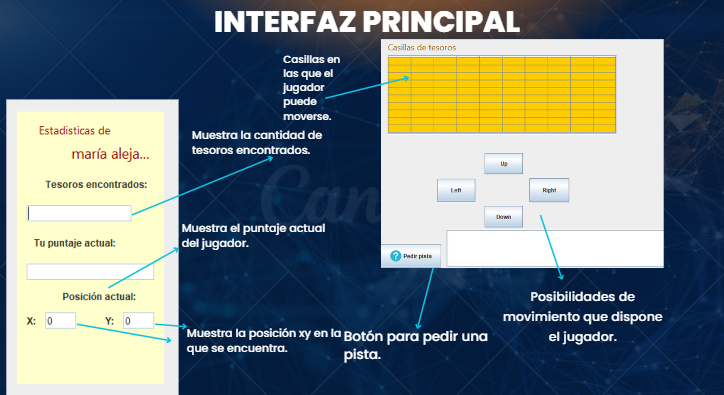 INTERFAZ PRINCIPAL
Casillas de tesoros
Casillas en
las que el
jugador
puede
moverse.
Estadisticas de
maría aleja...
Muestra la cantidad de
tesoros encontrados.
Tesoros encontrados:
Up
Left
Right
Down
Muestra el puntaje actual
del jugador.
Tu puntaje actual:
? Pedir pista
Posición actual:
X: 0
Y: 0
Muestra la posición xy en la
que se encuentra.
Botón para pedir una
pista.
Posibilidades de
movimiento que dispone
el jugador.